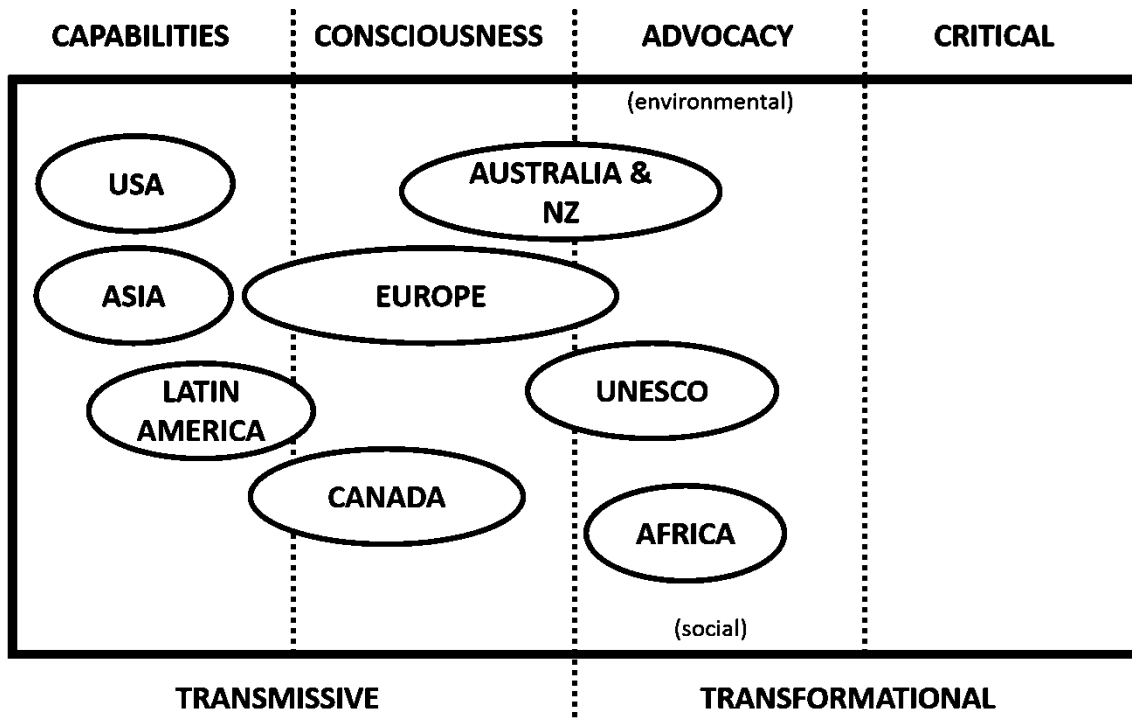 CAPABILITIES
CONSCIOUSNESS
ADVOCACY
CRITICAL
(environmental)
USA
AUSTRALIA &
NZ
ASIA
EUROPE
LATIN
AMERICA
UNESCO
CANADA
AFRICA
(social)
TRANSMISSIVE
TRANSFORMATIONAL